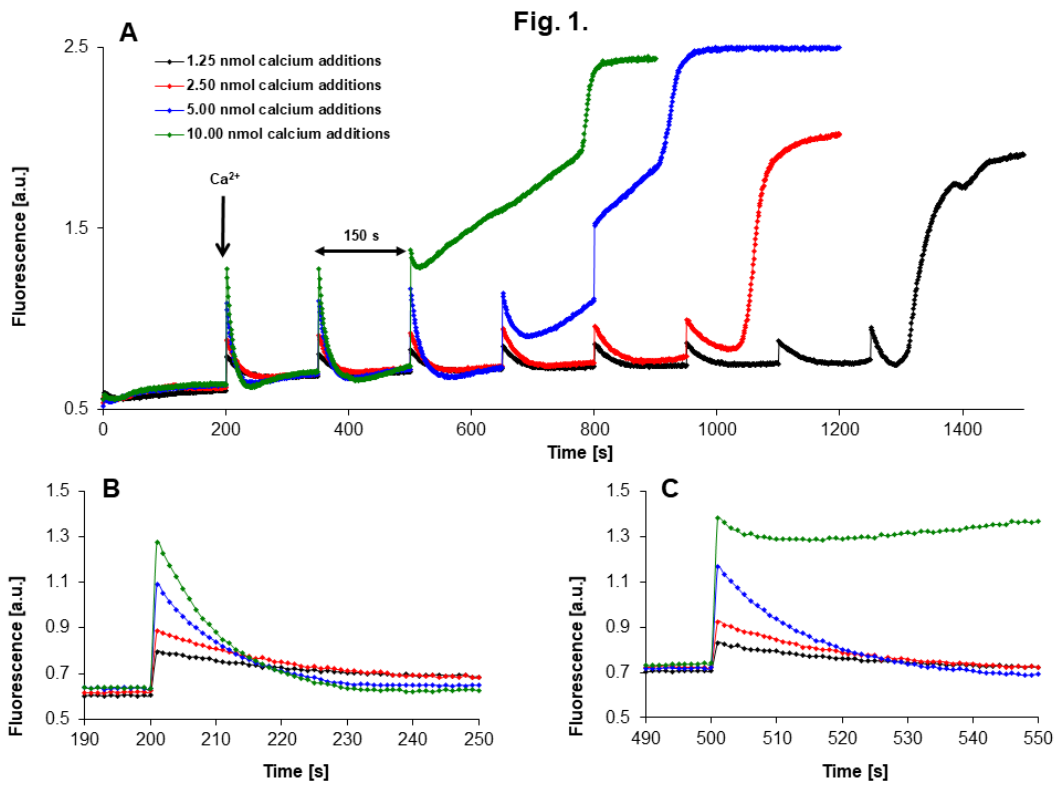 Fig. 1.
A
2.5
1.25 nmol calcium additions
2.50 nmol calcium additions
5.00 nmol calcium additions
10.00 nmol calcium additions
Fluorescence [a.u.]
Ca²⁺
150 s
1.5
0.5
0 200 400 600 800 1000 1200 1400
Time [s]
B
1.5
1.3
1.1
0.9
0.7
0.5
Fluorescence [a.u.]
190 200 210 220 230 240 250
Time [s]
C
1.5
1.3
1.1
0.9
0.7
0.5
Fluorescence [a.u.]
490 500 510 520 530 540 550
Time [s]